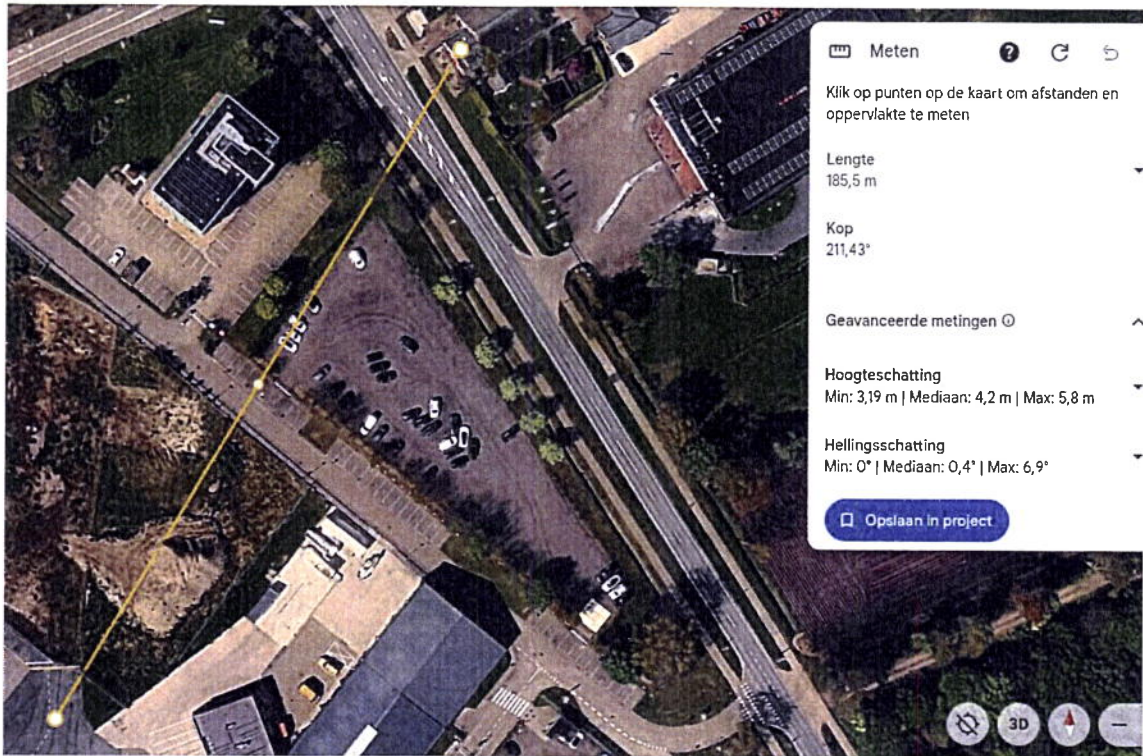 Meten
Klik op punten op de kaart om afstanden en
oppervlakte te meten
Lengte
185,5 m
Kop
211,43°
Geavanceerde metingen
Hoogteschatting
Min: 3,19 m | Mediaan: 4,2 m | Max: 5,8 m
Hellingsschatting
Min: 0° | Mediaan: 0,4° | Max: 6,9°
Opslaan in project
3D